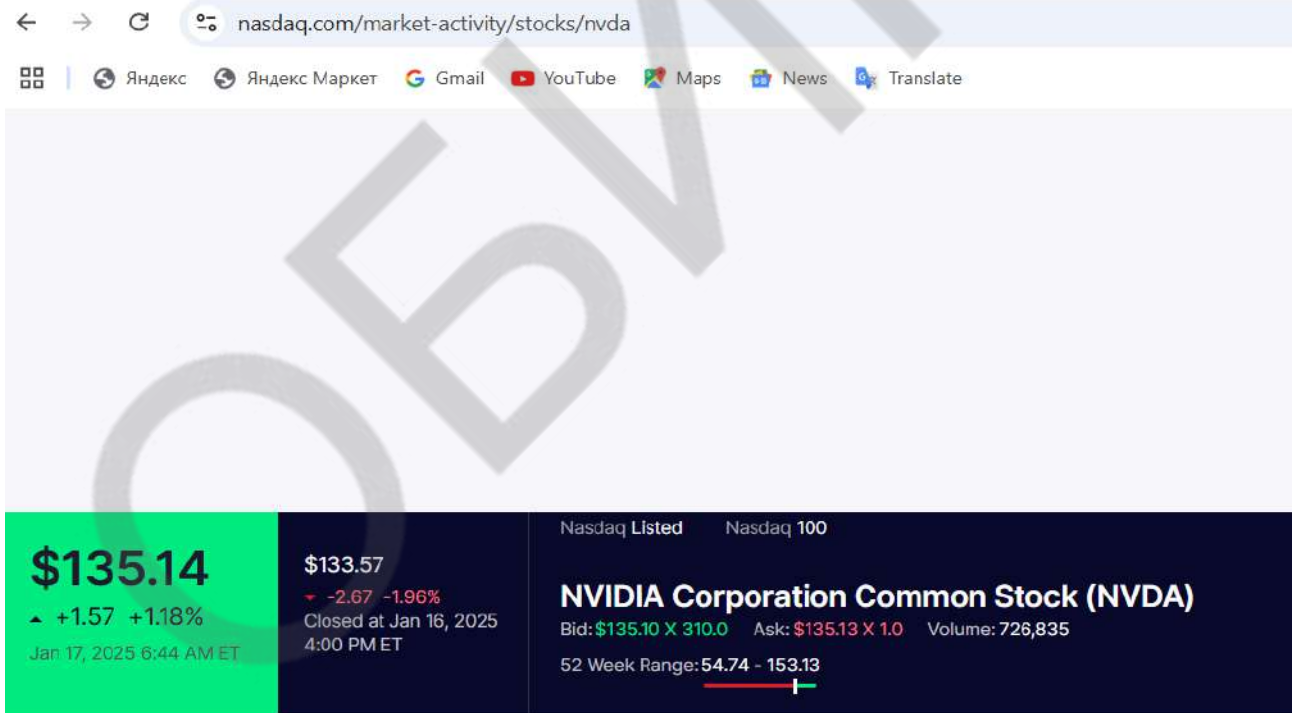 nasdaq.com/market-activity/stocks/nvda
Яндекс Яндекс Маркет Gmail YouTube Maps News Translate
Nasdaq Listed Nasdaq 100
$135.14
+1.57 +1.18%
Jan 17, 2025 6:44 AM ET
$133.57
-2.67 -1.96%
Closed at Jan 16, 2025
4:00 PM ET
NVIDIA Corporation Common Stock (NVDA)
Bid: $135.10 X 310.0 Ask: $135.13 X 1.0 Volume: 726,835
52 Week Range: 54.74 - 153.13